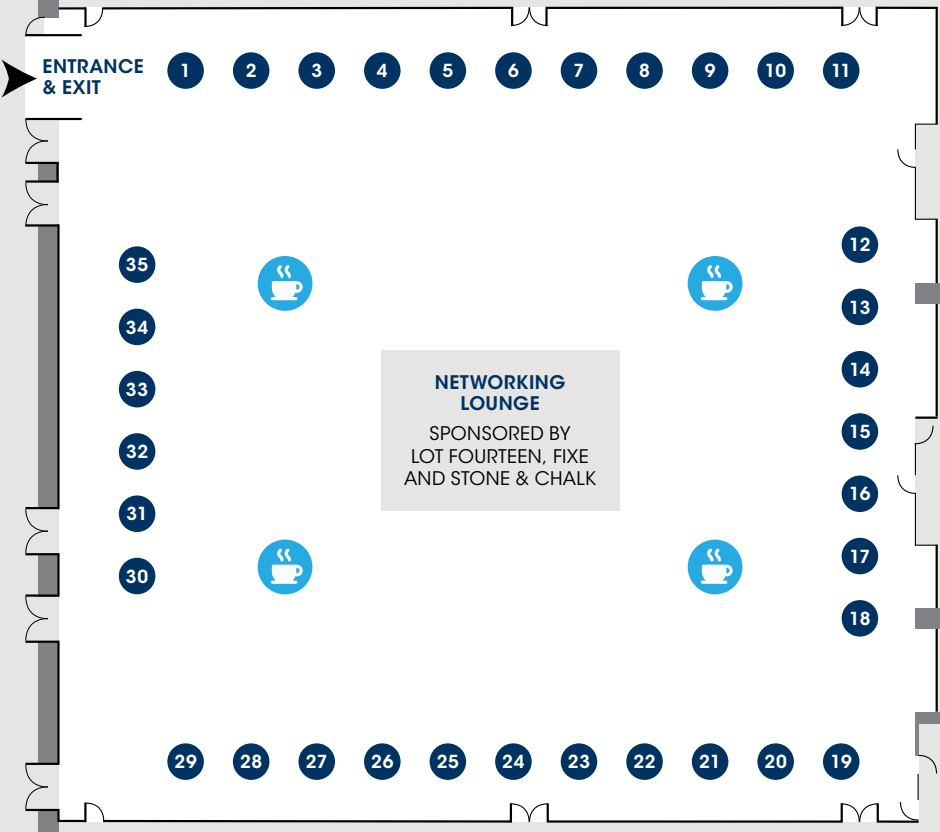 ENTRANCE
& EXIT
1 2 3 4 5 6 7 8 9 10 11
12
35
13
34
14
NETWORKING
LOUNGE
33
SPONSORED BY
15
LOT FOURTEEN, FIXE
32
AND STONE & CHALK
16
31
17
30
18
29 28 27 26 25 24 23 22 21 20 19